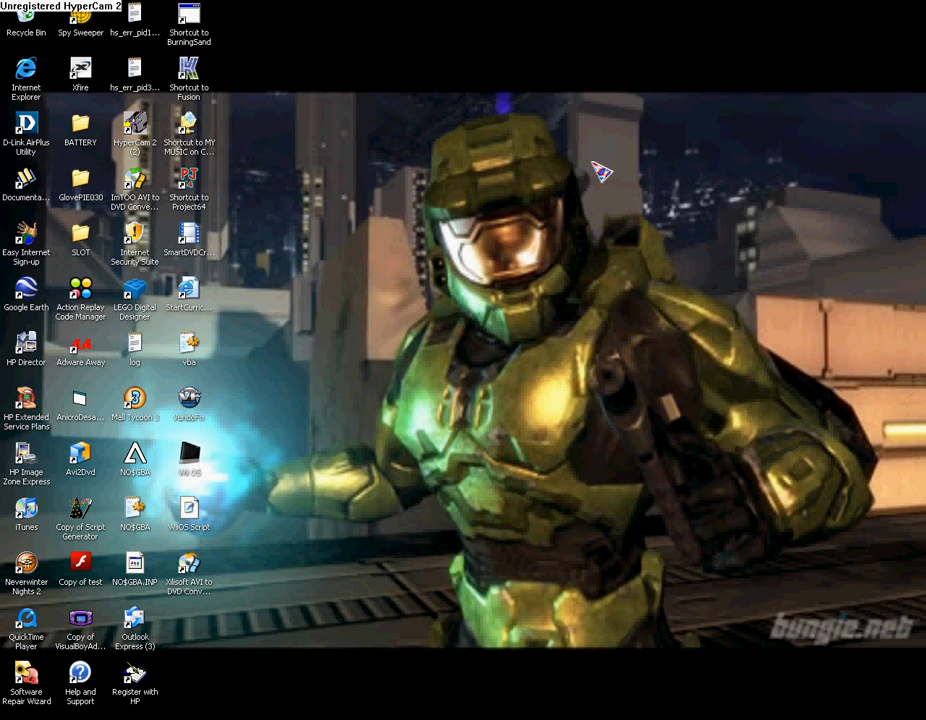 Unregistered HyperCam 2
Recycle Bin
Spy Sweeper
hs_err_pid1...
Shortcut to
BurningSand
Internet
Explorer
Xfire
hs_err_pid3...
Shortcut to
Fusion
D-Link AirPlus
Utility
BATTERY
HyperCam 2
(2)
Shortcut to MY
MUSIC on C...
Documenta...
GlovePIE030
ImTOO AVI to
DVD Conve...
Shortcut to
Project64
Easy Internet
Sign-up
SLOT
Internet
Security Suite
SmartDVDCr...
Google Earth
Action Replay
Code Manager
LEGO Digital
Designer
StartCurric...
HP Director
Adware Away
log
vba
HP Extended
Service Plans
AnicroDesa...
Mall Tycoon 3
VundoFix
HP Image
Zone Express
Avi2Dvd
NO$GBA
Wii OS
iTunes
Copy of Script
Generator
NO$GBA
WiiOS Script
Neverwinter
Nights 2
Copy of test
NO$GBA.INP
Xilisoft AVI to
DVD Conv...
QuickTime
Player
Copy of
VisualBoyAd...
Outlook
Express (3)
Software
Repair Wizard
Help and
Support
Register with
HP
bungie.net